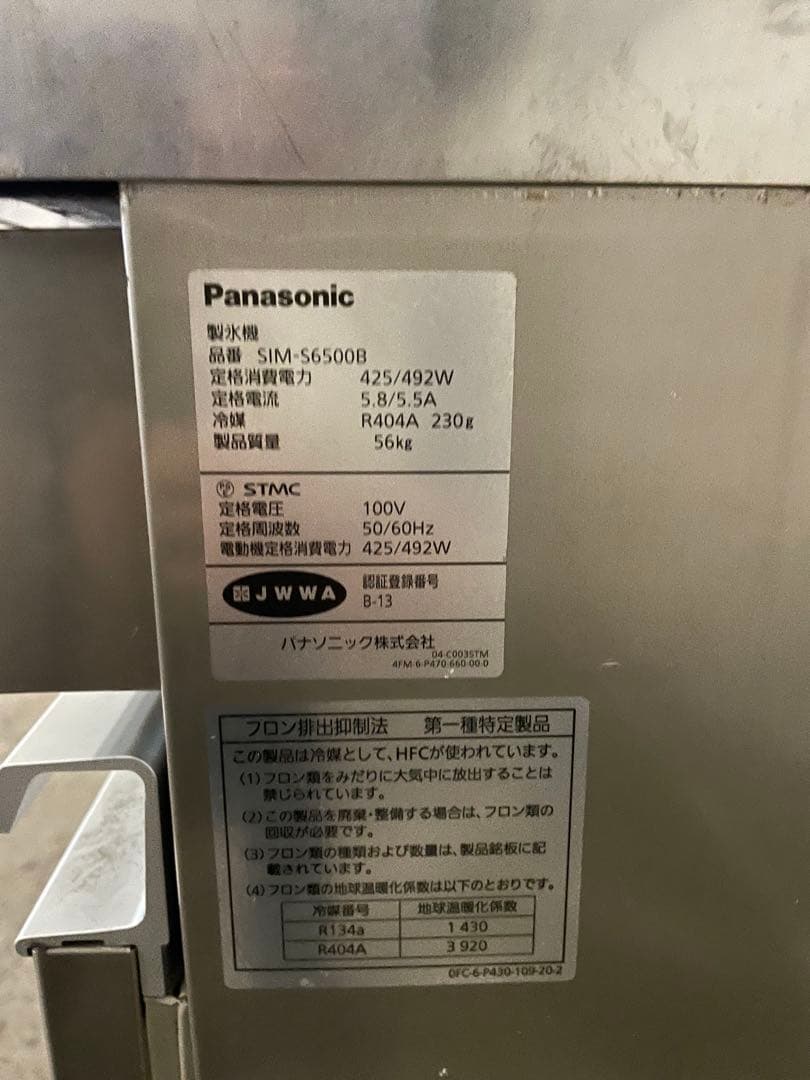 Panasonic
製氷機
品番 SIM-S6500B
定格消費電力 425/492W
定格電流 5.8/5.5A
冷媒 R404A 230g
製品質量 56kg
STMC
定格電圧 100V
定格周波数 50/60Hz
電動機定格消費電力 425/492W
JWWA 認証登録番号
B-13
パナソニック株式会社
04-C003STM
4FM-6-P470-660-00-0
フロン排出抑制法 第一種特定製品
この製品は冷媒として、HFCが使われています。
(1)フロン類をみだりに大気中に放出することは
禁じられています。
(2)この製品を廃棄・整備する場合は、フロン類の
回収が必要です。
(3)フロン類の種類および数量は、製品銘板に記
載されています。
(4)フロン類の地球温暖化係数は以下のとおりです。
冷媒番号 地球温暖化係数
R134a 1 430
R404A 3 920
0FC-6-P430-109-20-2